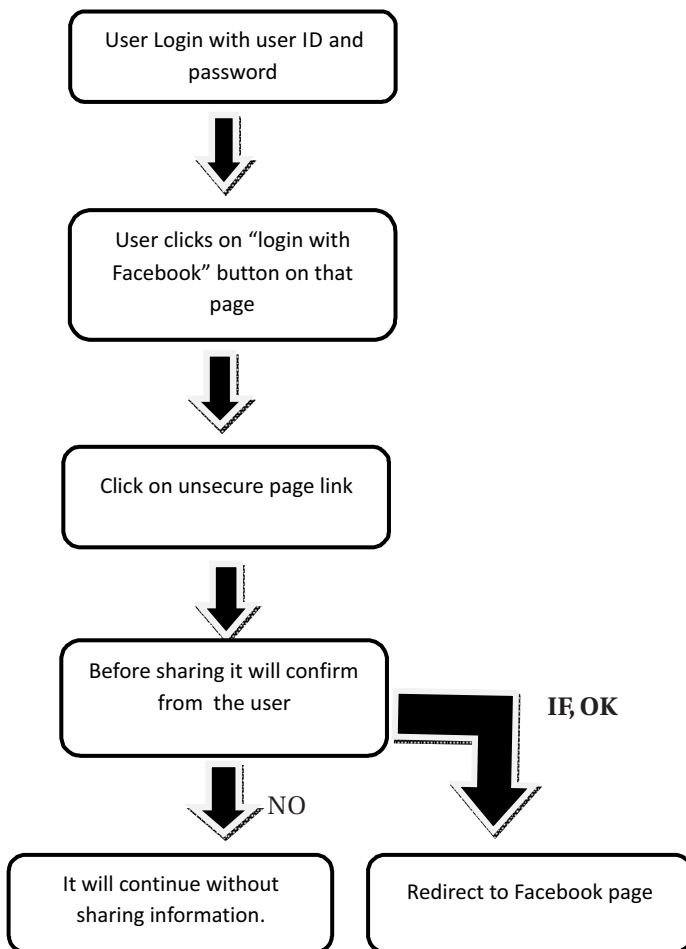 User Login with user ID and
password
User clicks on “login with
Facebook” button on that
page
Click on unsecure page link
Before sharing it will confirm
from the user
IF, OK
NO
It will continue without
sharing information.
Redirect to Facebook page